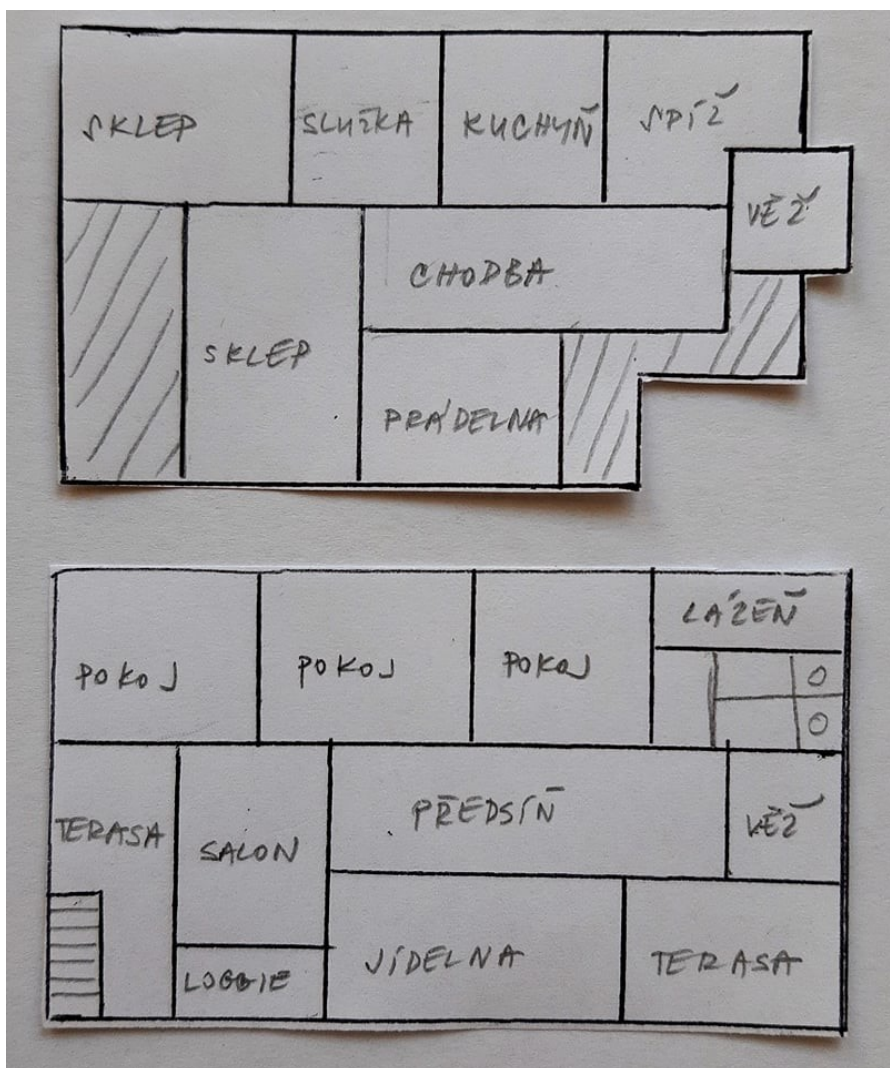 SKLEP
SLUŽKA
KUCHYŇ
SPÍŽ
VĚŽ
CHODBA
SKLEP
PRÁDELNA
LÁZEŇ
POKOJ
POKOJ
POKOJ
PŘEDSÍŇ
VĚŽ
TERASA
SALON
LOGGIE
JÍDELNA
TERASA